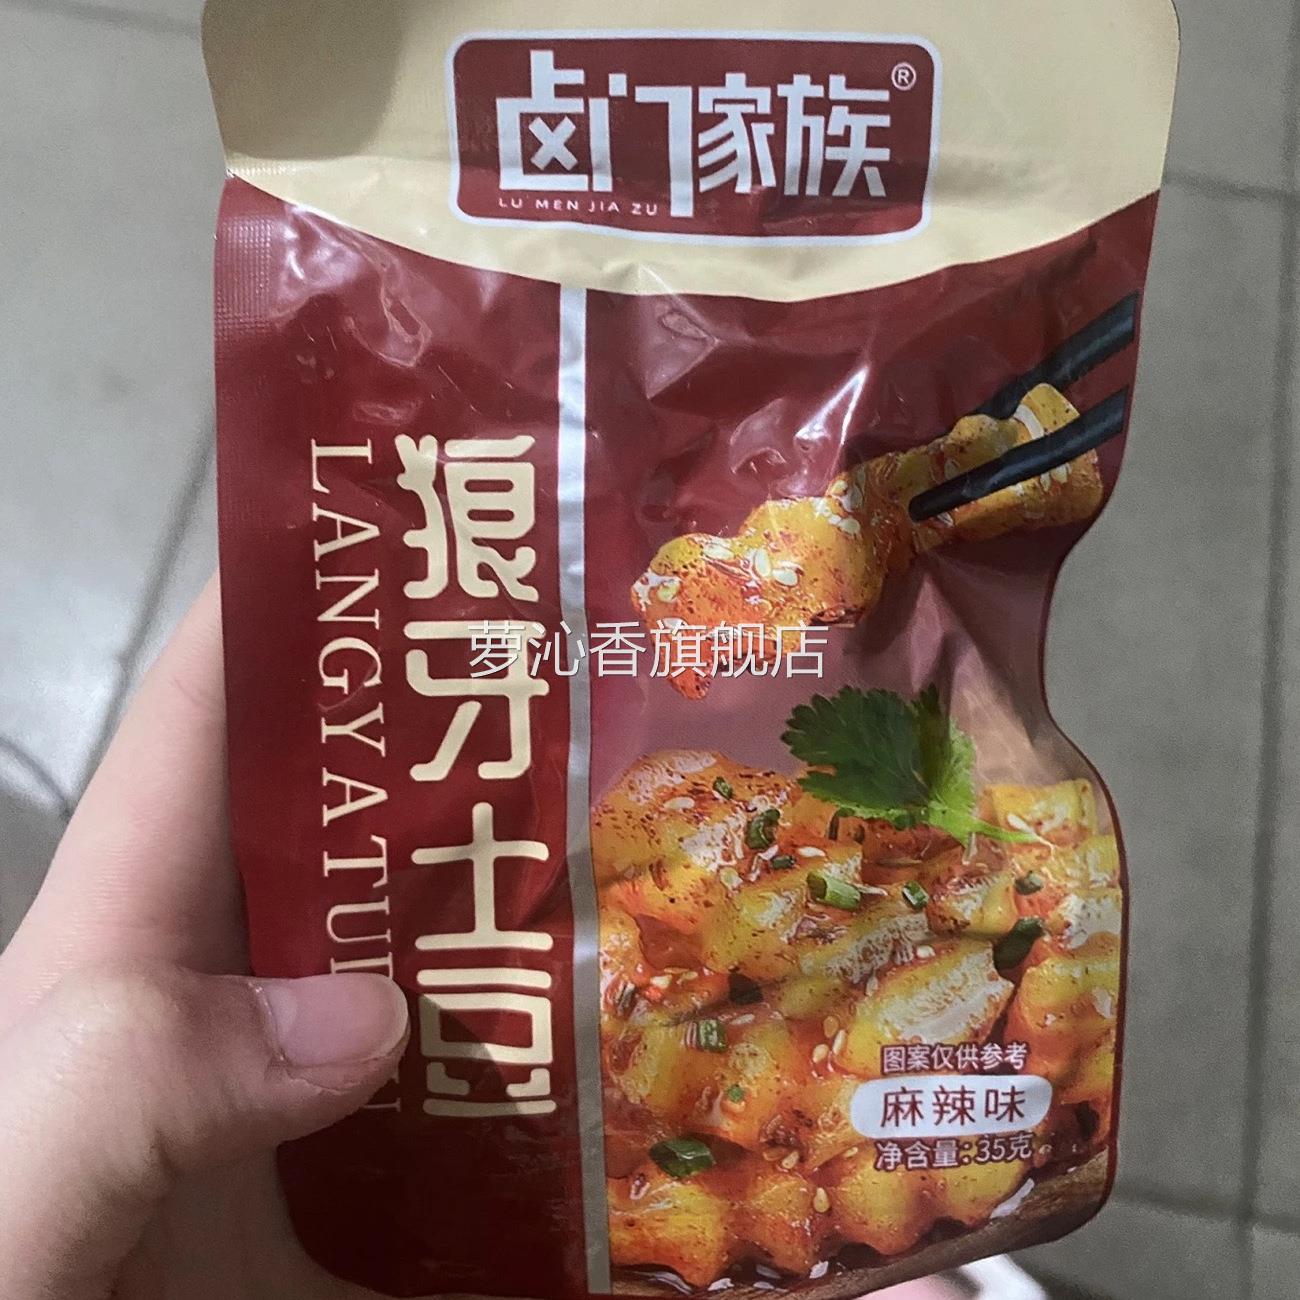 卤门家族®
LU MEN JIA ZU
狼牙土豆
LANGYATU
萝沁香旗舰店
图案仅供参考
麻辣味
净含量:35克